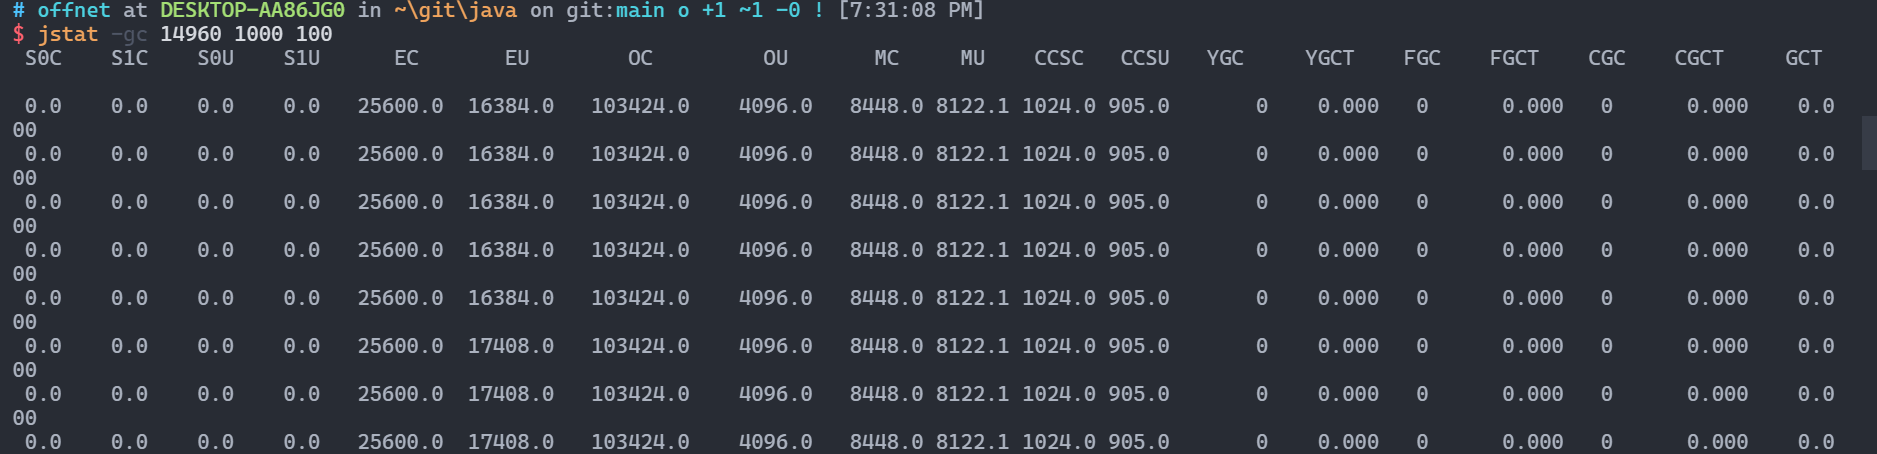 # offnet at DESKTOP-AA86JG0 in ~\git\java on git:main o +1 ~1 -0 ! [7:31:08 PM]
$ jstat -gc 14960 1000 100
 S0C    S1C    S0U    S1U      EC       EU        OC         OU       MC     MU    CCSC   CCSU   YGC     YGCT    FGC    FGCT    CGC    CGCT     GCT
 0.0    0.0    0.0    0.0   25600.0  16384.0   103424.0    4096.0   8448.0 8122.1 1024.0 905.0       0    0.000   0      0.000   0      0.000    0.0
00
 0.0    0.0    0.0    0.0   25600.0  16384.0   103424.0    4096.0   8448.0 8122.1 1024.0 905.0       0    0.000   0      0.000   0      0.000    0.0
00
 0.0    0.0    0.0    0.0   25600.0  16384.0   103424.0    4096.0   8448.0 8122.1 1024.0 905.0       0    0.000   0      0.000   0      0.000    0.0
00
 0.0    0.0    0.0    0.0   25600.0  16384.0   103424.0    4096.0   8448.0 8122.1 1024.0 905.0       0    0.000   0      0.000   0      0.000    0.0
00
 0.0    0.0    0.0    0.0   25600.0  16384.0   103424.0    4096.0   8448.0 8122.1 1024.0 905.0       0    0.000   0      0.000   0      0.000    0.0
00
 0.0    0.0    0.0    0.0   25600.0  17408.0   103424.0    4096.0   8448.0 8122.1 1024.0 905.0       0    0.000   0      0.000   0      0.000    0.0
00
 0.0    0.0    0.0    0.0   25600.0  17408.0   103424.0    4096.0   8448.0 8122.1 1024.0 905.0       0    0.000   0      0.000   0      0.000    0.0
00
 0.0    0.0    0.0    0.0   25600.0  17408.0   103424.0    4096.0   8448.0 8122.1 1024.0 905.0       0    0.000   0      0.000   0      0.000    0.0